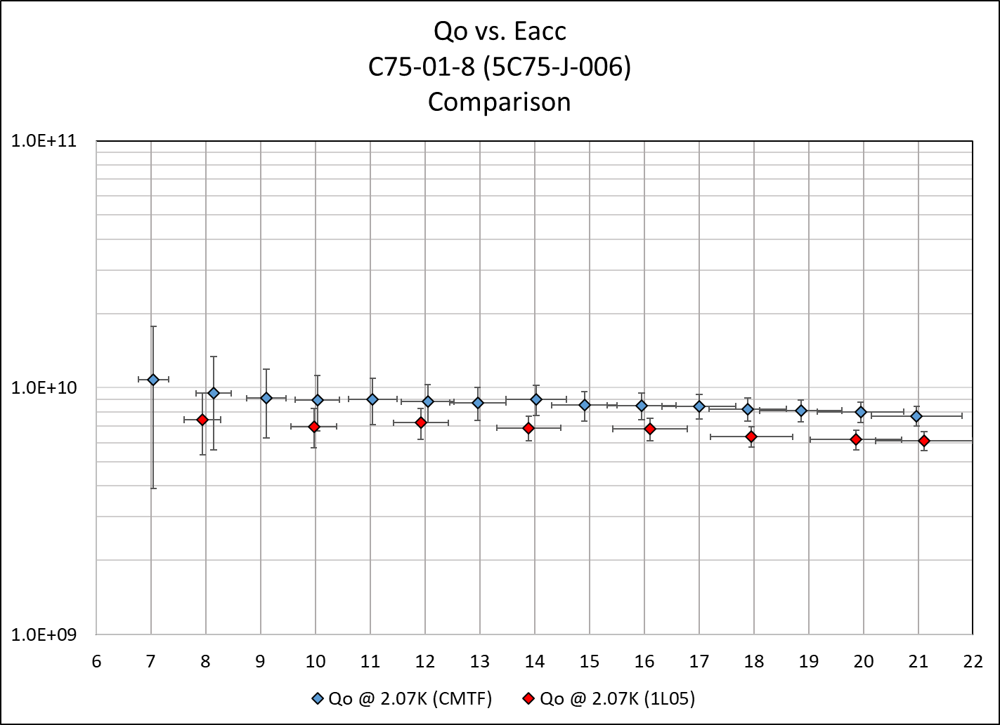 Qo vs. Eacc
C75-01-8 (5C75-J-006)
Comparison
1.0E+11
1.0E+10
1.0E+09
6 7 8 9 10 11 12 13 14 15 16 17 18 19 20 21 22
Qo @ 2.07K (CMTF) Qo @ 2.07K (1L05)